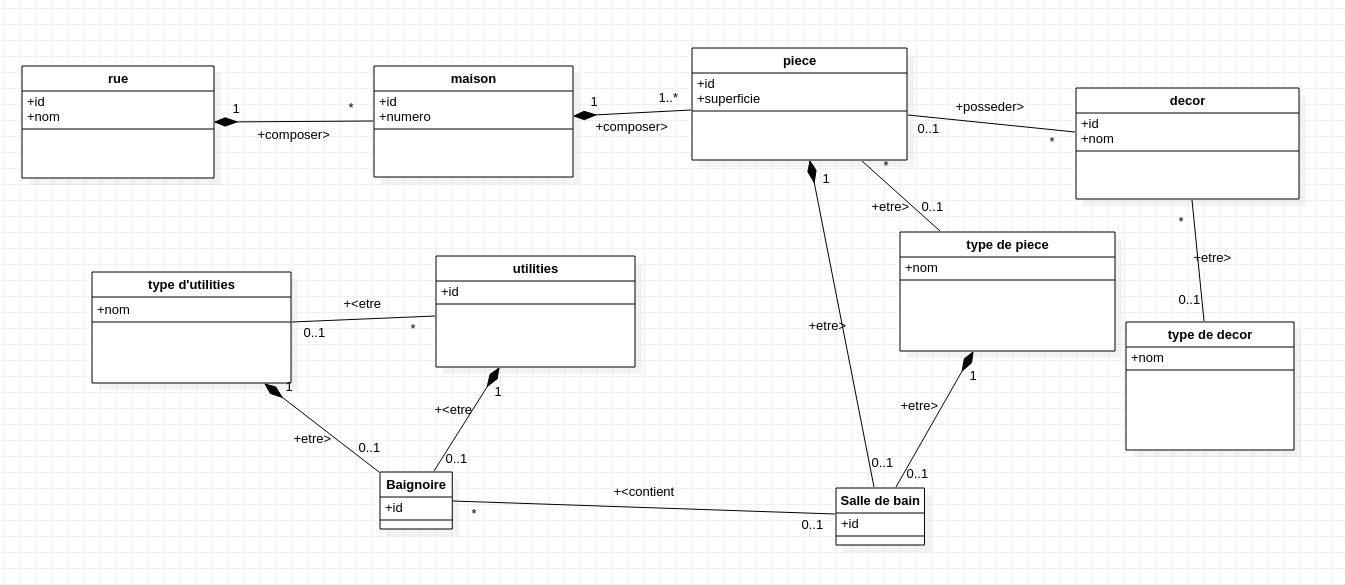 rue
+id
+nom
1
*
+composer>
maison
+id
+numero
1
1..*
+composer>
piece
+id
+superficie
+posseder>
0..1
*
decor
+id
+nom
*
+etre>
0..1
1
+etre>
0..1
type de piece
+nom
*
+etre>
0..1
type de decor
+nom
type d'utilities
+nom
+<etre
0..1
*
utilities
+id
1
+etre>
0..1
1
+<etre
0..1
1
+etre>
0..1
Baignoire
+id
+<contient
*
0..1
Salle de bain
+id